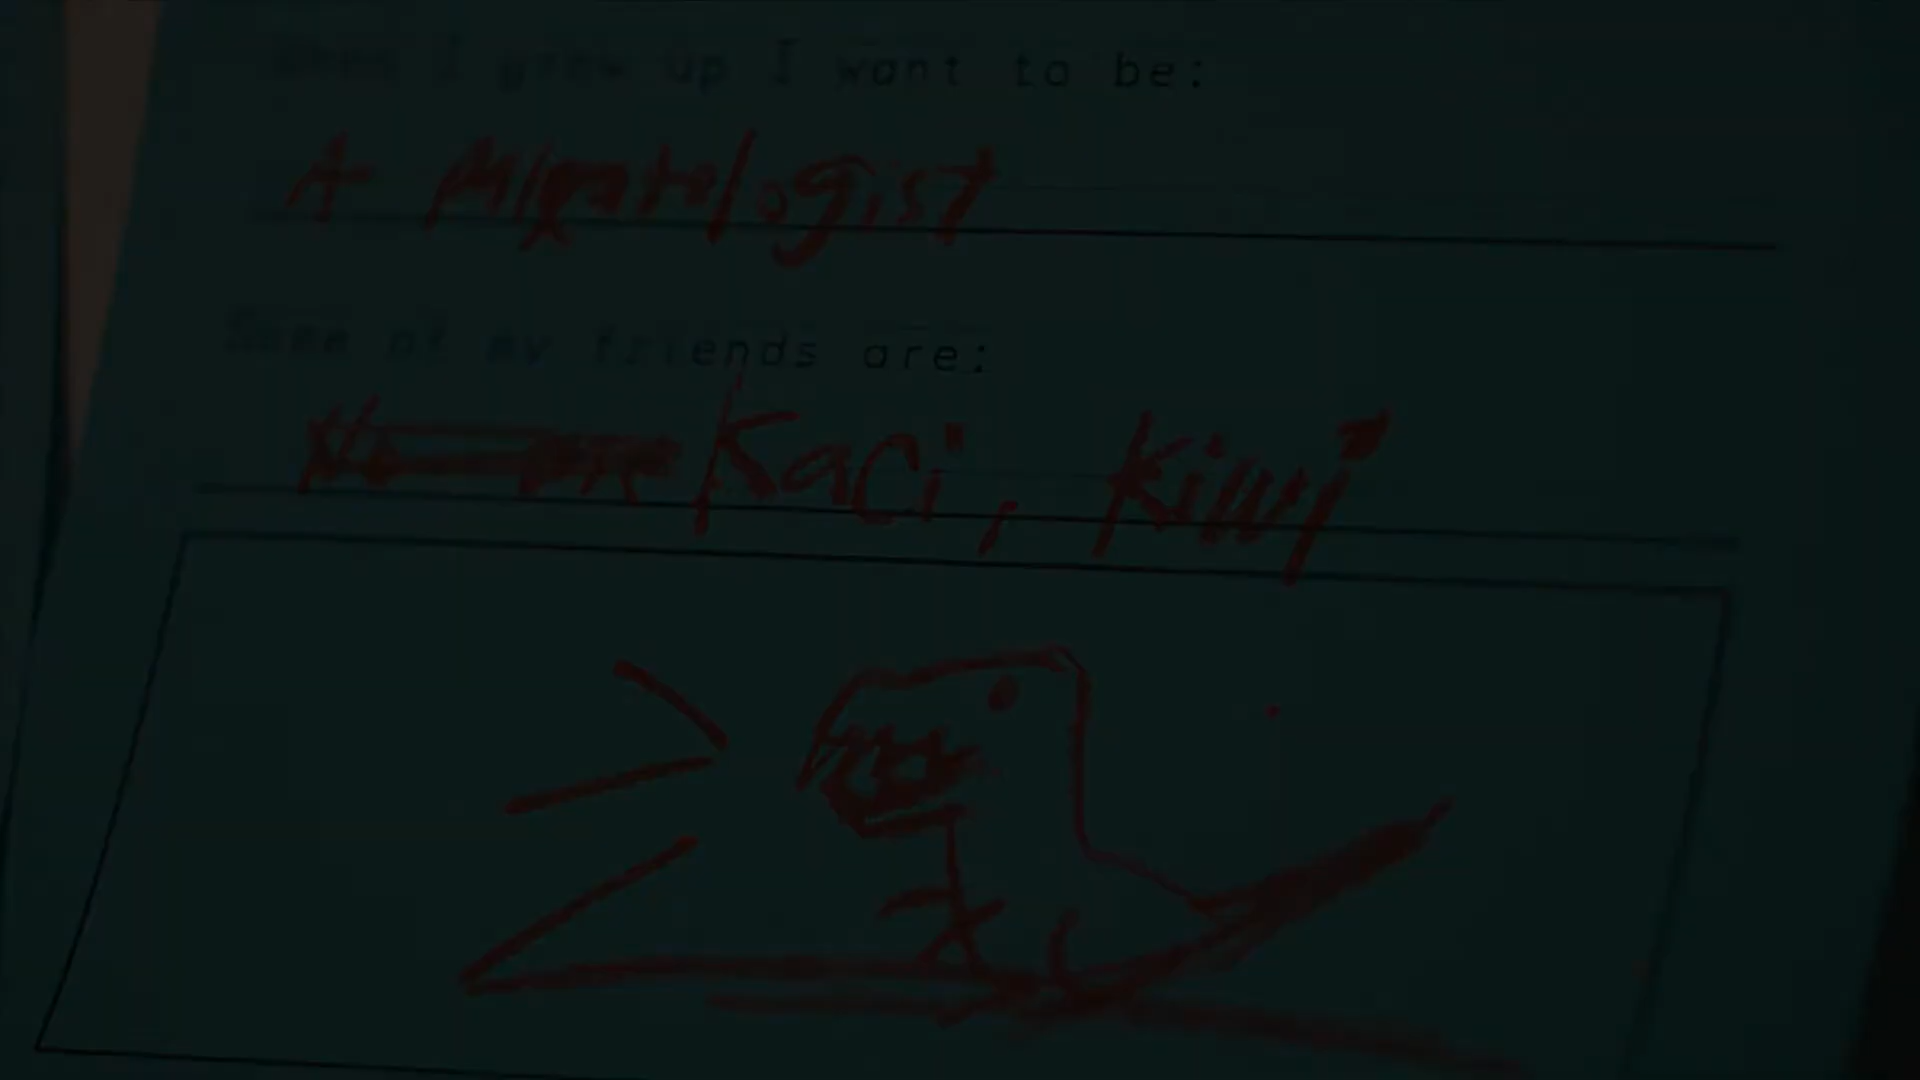 When I grow up I want to be:
A
Some of my friends are:
Kaci, Kiwi